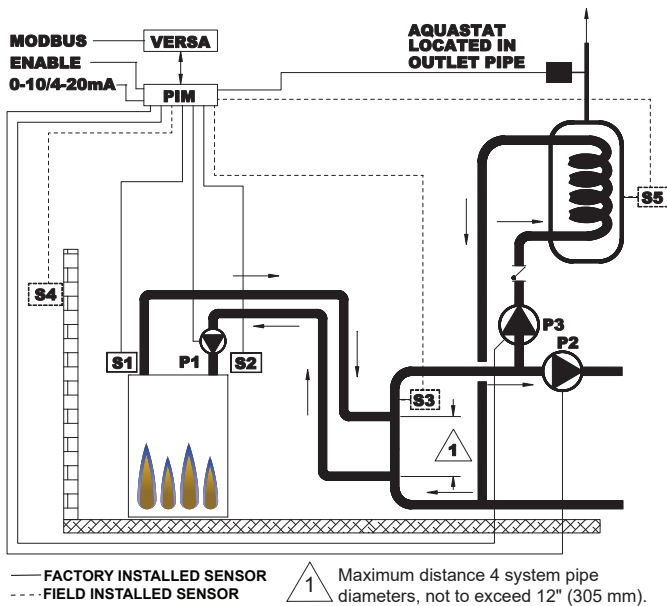 MODBUS
VERSA
ENABLE
0-10/4-20mA
PIM
AQUASTAT
LOCATED IN
OUTLET PIPE
S5
S4
S1
P1
S2
P3
P2
S3
1
FACTORY INSTALLED SENSOR
FIELD INSTALLED SENSOR
1
Maximum distance 4 system pipe
diameters, not to exceed 12" (305 mm).